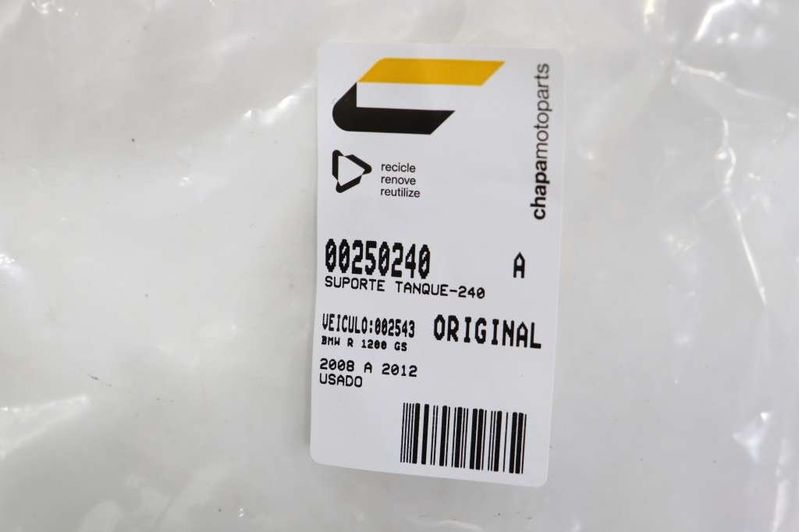 chapamotoparts
recicle
renove
reutilize
00250240 A
SUPORTE TANQUE-240
VEICULO:002543 ORIGINAL
BMW R 1200 GS
2008 A 2012
USADO